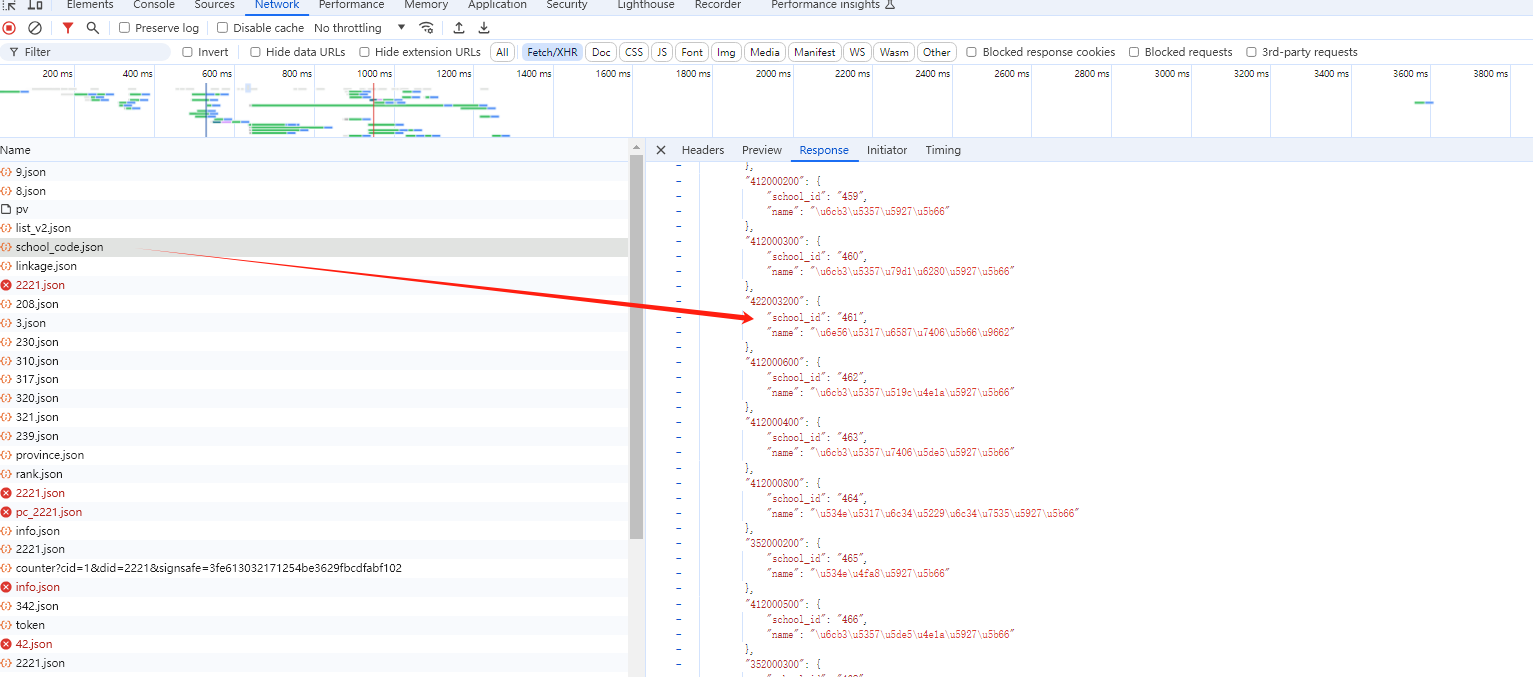 Elements Console Sources Network Performance Memory Application Security Lighthouse Recorder Performance insights
Preserve log Disable cache No throttling
Filter Invert Hide data URLs Hide extension URLs All Fetch/XHR Doc CSS JS Font Img Media Manifest WS Wasm Other Blocked response cookies Blocked requests 3rd-party requests
200 ms 400 ms 600 ms 800 ms 1000 ms 1200 ms 1400 ms 1600 ms 1800 ms 2000 ms 2200 ms 2400 ms 2600 ms 2800 ms 3000 ms 3200 ms 3400 ms 3600 ms 3800 ms
Name
9.json
8.json
pv
list_v2.json
school_code.json
linkage.json
2221.json
208.json
3.json
230.json
310.json
317.json
320.json
321.json
239.json
province.json
rank.json
2221.json
pc_2221.json
info.json
2221.json
counter?cid=1&did=2221&signsafe=3fe613032171254be3629fbcdfabf102
info.json
342.json
token
42.json
2221.json
Headers Preview Response Initiator Timing
},
"412000200": {
"school_id": "459",
"name": "\u6cb3\u5357\u5927\u5b66"
},
"412000300": {
"school_id": "460",
"name": "\u6cb3\u5357\u79d1\u6280\u5927\u5b66"
},
"422003200": {
"school_id": "461",
"name": "\u6e56\u5317\u6587\u7406\u5b66\u9662"
},
"412000600": {
"school_id": "462",
"name": "\u6cb3\u5357\u519c\u4e1a\u5927\u5b66"
},
"412000400": {
"school_id": "463",
"name": "\u6cb3\u5357\u7406\u5de5\u5927\u5b66"
},
"412000800": {
"school_id": "464",
"name": "\u534e\u5317\u6c34\u5229\u6c34\u7535\u5927\u5b66"
},
"352000200": {
"school_id": "465",
"name": "\u534e\u4fa8\u5927\u5b66"
},
"412000500": {
"school_id": "466",
"name": "\u6cb3\u5357\u5de5\u4e1a\u5927\u5b66"
},
"352000300": {